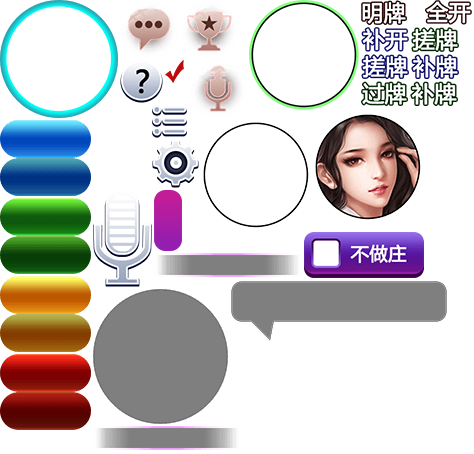 明牌 全开
补开 搓牌
搓牌 补牌
过牌 补牌
?
不做庄